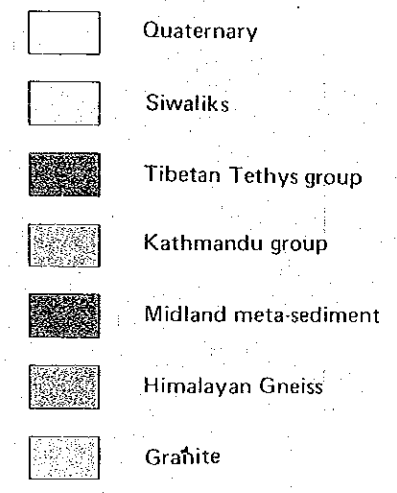 Quaternary
Siwaliks
Tibetan Tethys group
Kathmandu group
Midland meta-sediment
Himalayan Gneiss
Granite